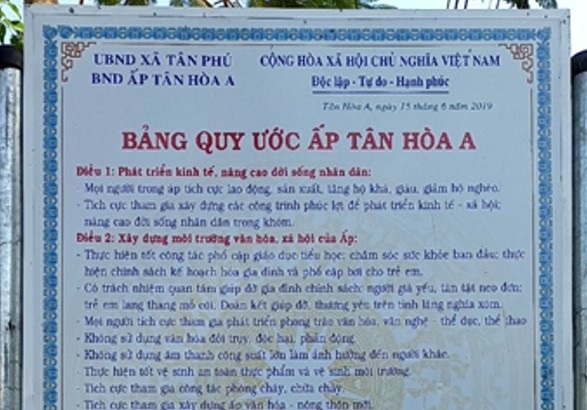 UBND XÃ TÂN PHÚ
BND ẤP TÂN HÒA A
CỘNG HÒA XÃ HỘI CHỦ NGHĨA VIỆT NAM
Độc lập - Tự do - Hạnh phúc
Tân Hòa A, ngày 15 tháng 6 năm 2019
BẢNG QUY ƯỚC ẤP TÂN HÒA A
Điều 1: Phát triển kinh tế, nâng cao đời sống nhân dân:
- Mọi người trong ấp tích cực lao động, sản xuất, tăng hộ khá, giàu, giảm hộ nghèo.
- Tích cực tham gia xây dựng các công trình phúc lợi để phát triển kinh tế - xã hội;
nâng cao đời sống nhân dân trong khóm.
Điều 2: Xây dựng môi trường văn hóa, xã hội của Ấp:
- Thực hiện tốt công tác phổ cập giáo dục tiểu học; chăm sóc sức khỏe ban đầu; thực
hiện chính sách kế hoạch hóa gia đình và phổ cập bơi cho trẻ em.
- Có trách nhiệm quan tâm giúp đỡ gia đình chính sách; người già yếu, tàn tật neo đơn;
trẻ em lang thang mồ côi, Đoàn kết giúp đỡ, thương yêu trên tình làng nghĩa xóm.
- Mọi người tích cực tham gia phát triển phong trào văn hóa, văn nghệ - thể dục, thể thao
- Không sử dụng văn hóa đồi trụy, độc hại, phản động.
- Không sử dụng âm thanh công suất lớn làm ảnh hưởng đến người khác.
- Thực hiện tốt vệ sinh an toàn thực phẩm và vệ sinh môi trường.
- Tích cực tham gia công tác phòng cháy, chữa cháy.
- Tích cực tham gia xây dựng ấp văn hóa - nông thôn mới.